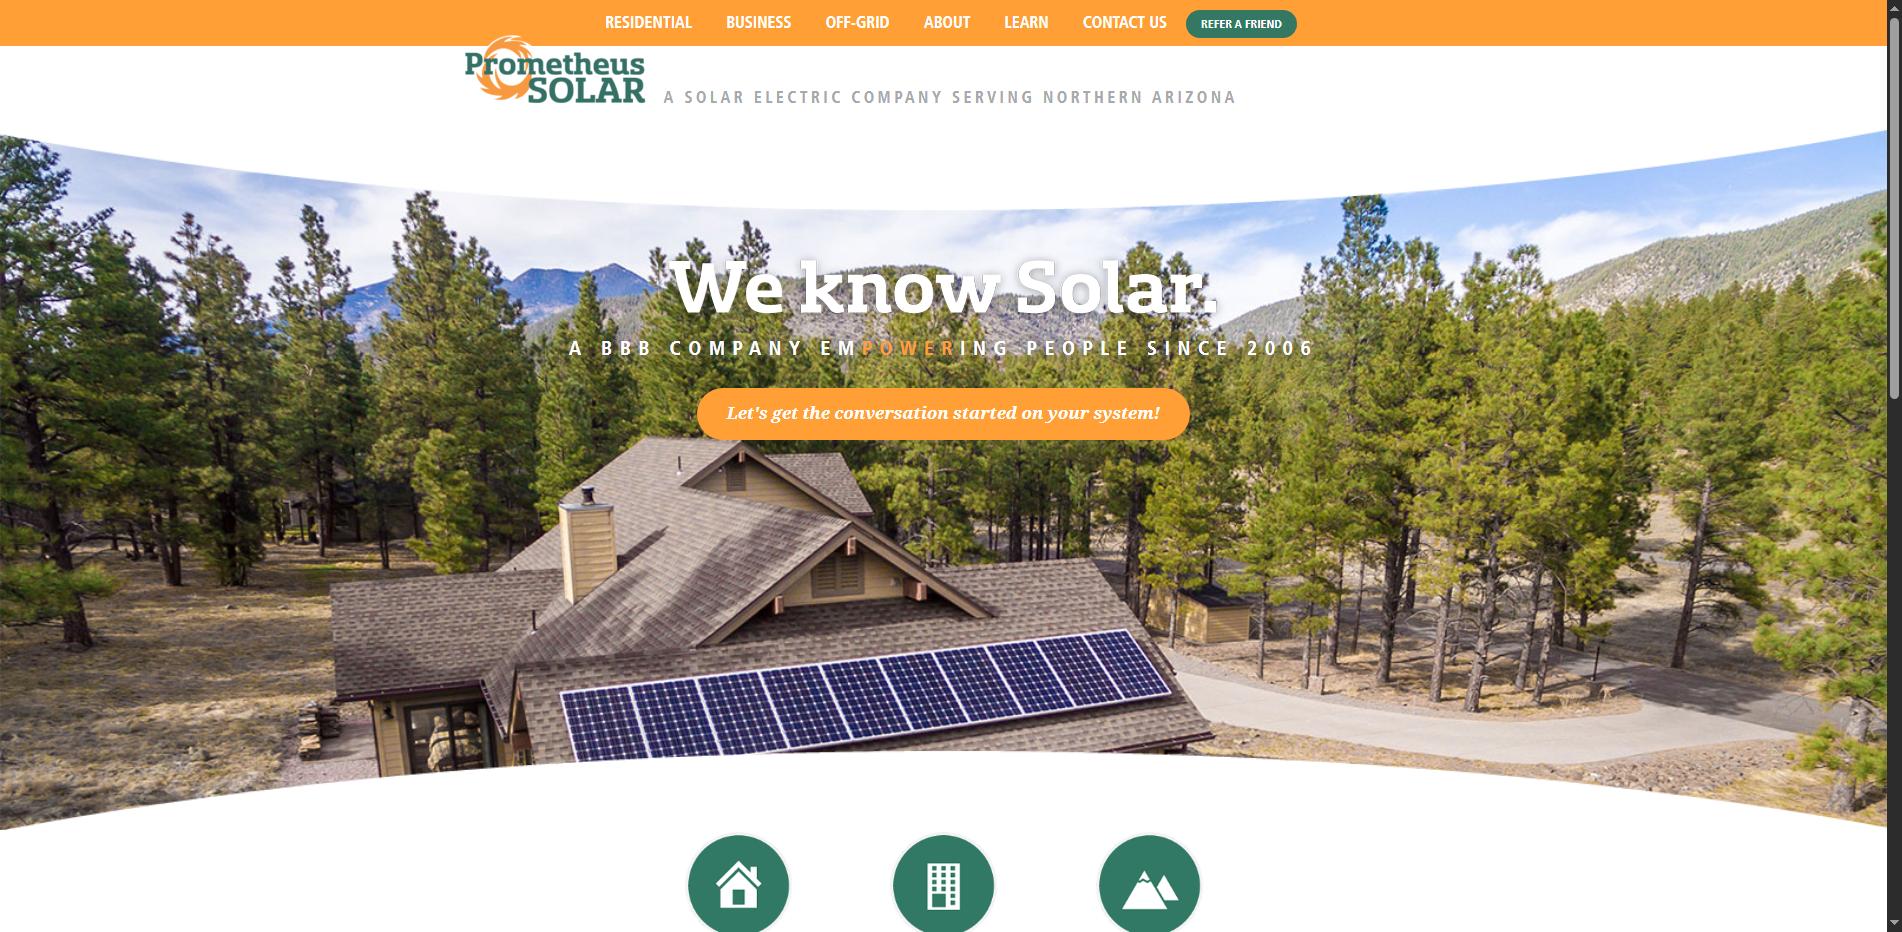 RESIDENTIAL BUSINESS OFF-GRID ABOUT LEARN CONTACT US REFER A FRIEND
Prometheus
SOLAR
A SOLAR ELECTRIC COMPANY SERVING NORTHERN ARIZONA
We know Solar.
A BBB COMPANY EMPOWERING PEOPLE SINCE 2006
Let's get the conversation started on your system!